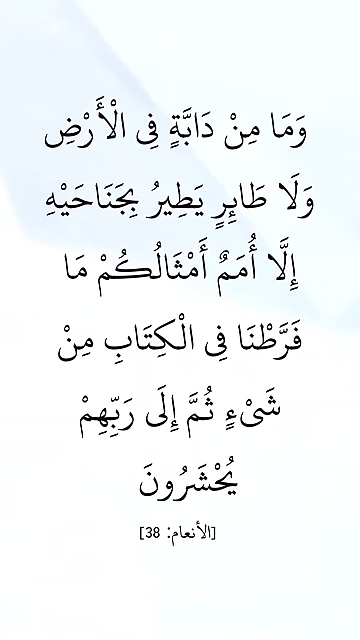 وَمَا مِنْ دَابَّةٍ فِي الْأَرْضِ
وَلَا طَائِرٍ يَطِيرُ بِجَنَاحَيْهِ
إِلَّا أُمَمٌ أَمْثَالُكُمْ مَا
فَرَّطْنَا فِي الْكِتَابِ مِنْ
شَيْءٍ ثُمَّ إِلَى رَبِّهِمْ
يُحْشَرُونَ
[الأنعام: 38]